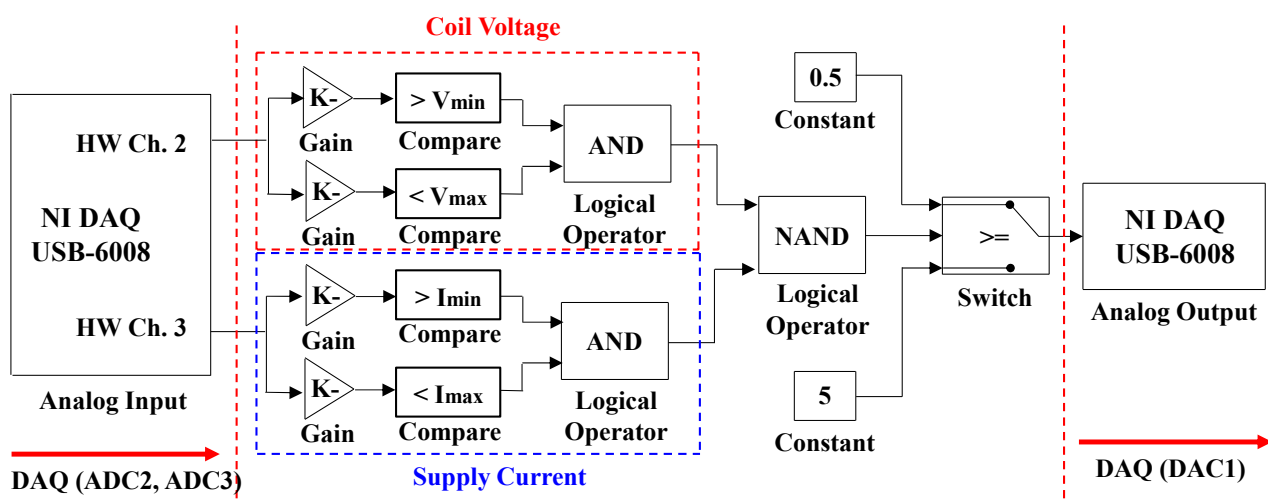 Coil Voltage
HW Ch. 2
NI DAQ
USB-6008
HW Ch. 3
Analog Input
DAQ (ADC2, ADC3)
K-
Gain
> Vmin
Compare
K-
Gain
< Vmax
Compare
AND
Logical
Operator
K-
Gain
> Imin
Compare
K-
Gain
< Imax
Compare
AND
Logical
Operator
Supply Current
0.5
Constant
NAND
Logical
Operator
5
Constant
>=
Switch
NI DAQ
USB-6008
Analog Output
DAQ (DAC1)